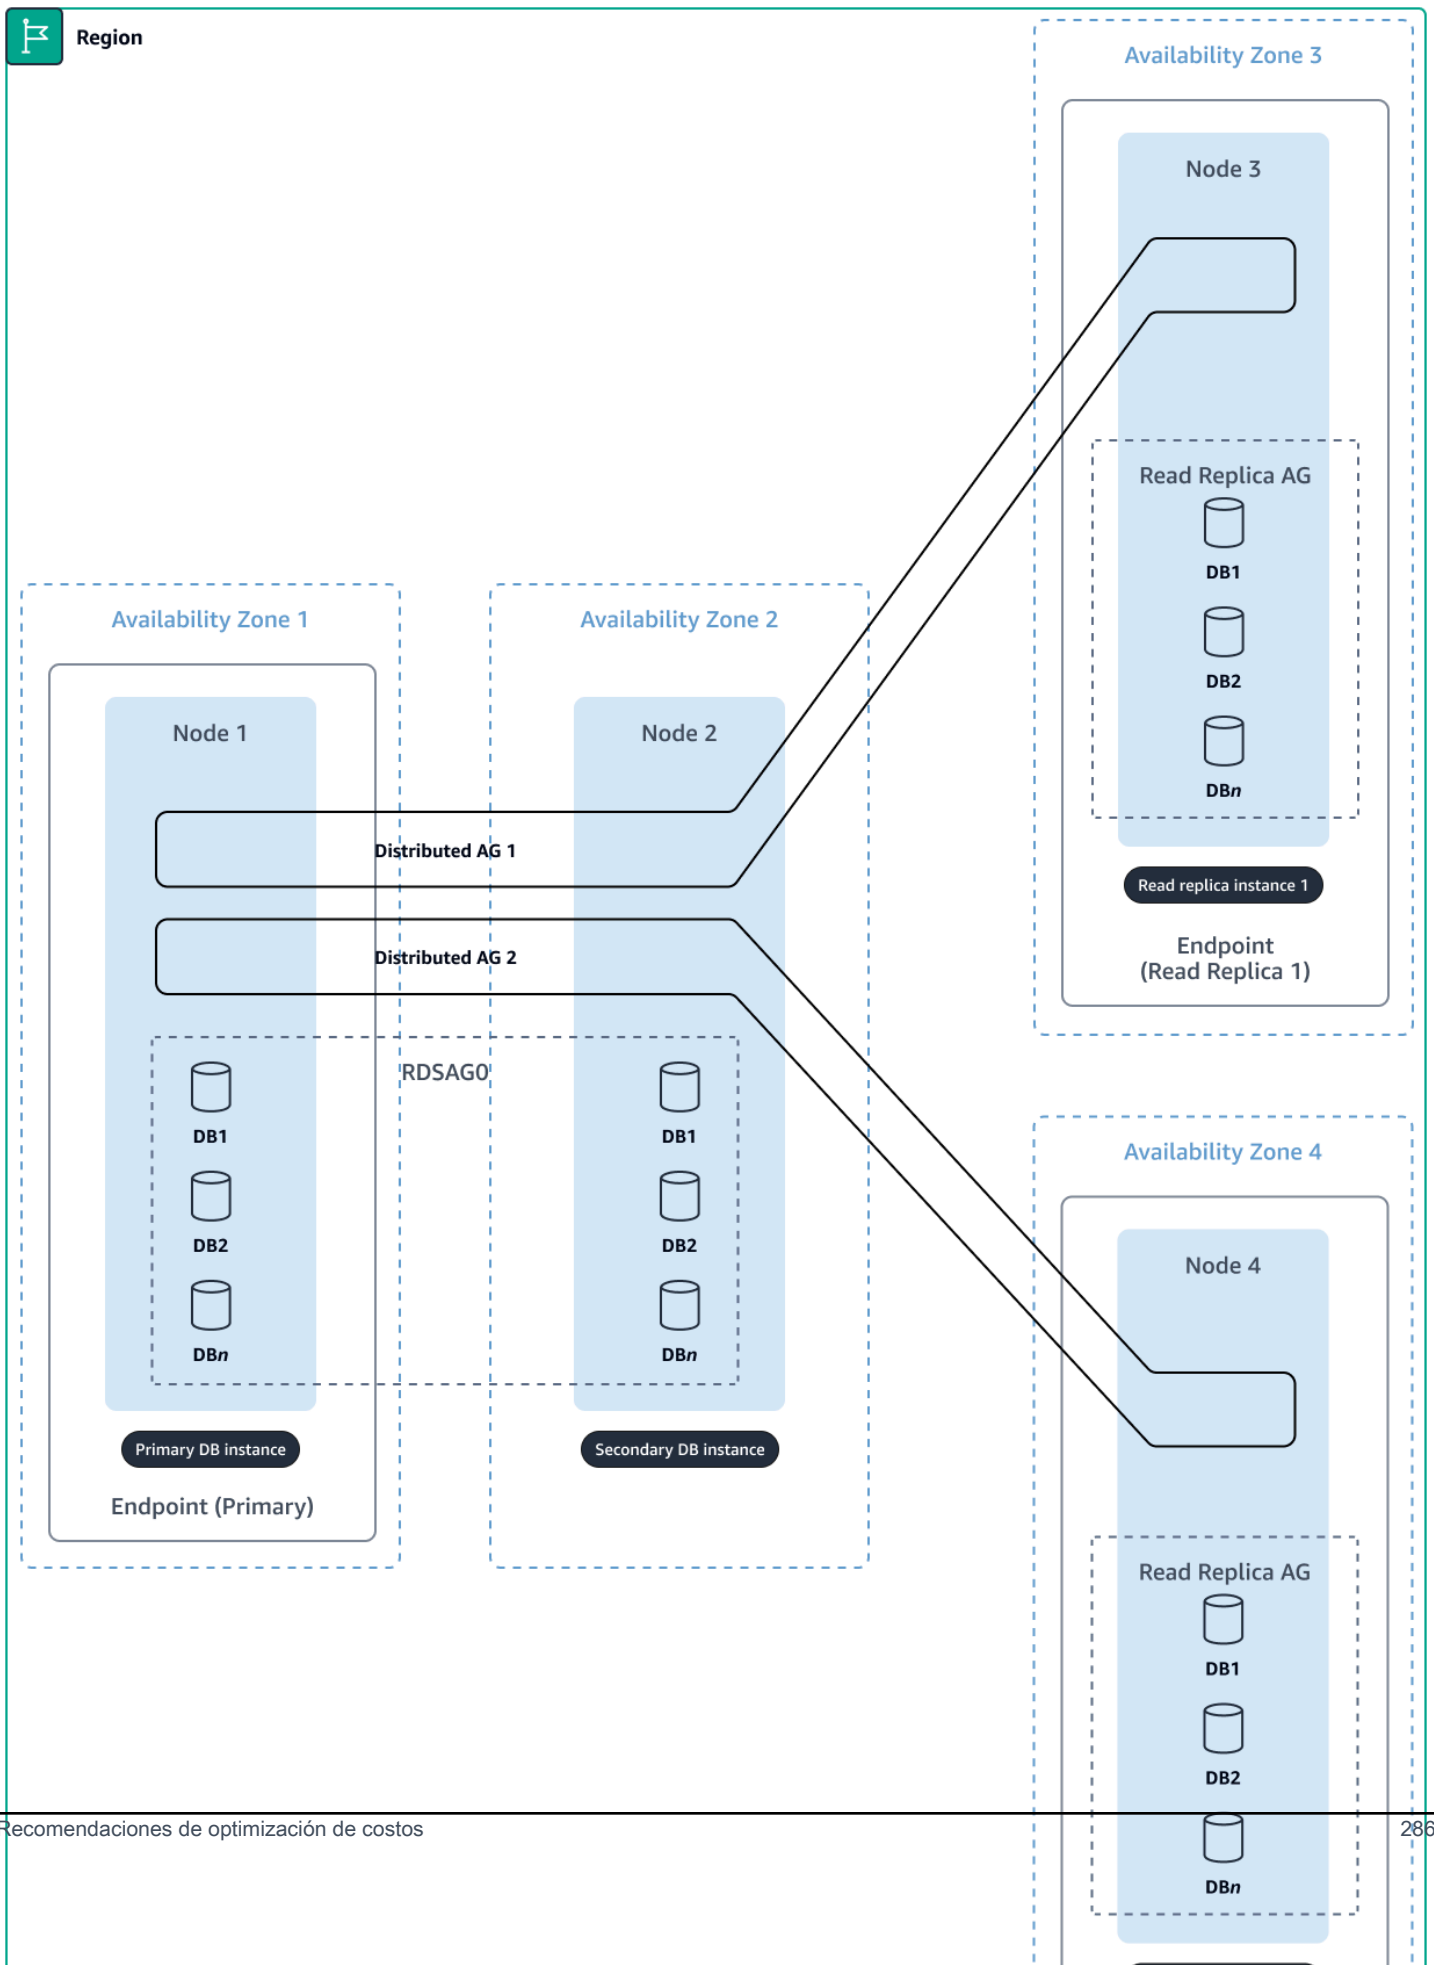 Region
Availability Zone 3
Node 3
Read Replica AG
DB1
DB2
DBn
Read replica instance 1
Endpoint
(Read Replica 1)
Availability Zone 1
Node 1
Availability Zone 2
Node 2
Distributed AG 1
Distributed AG 2
RDSAG0
DB1
DB2
DBn
DB1
DB2
DBn
Primary DB instance
Endpoint (Primary)
Secondary DB instance
Availability Zone 4
Node 4
Read Replica AG
DB1
DB2
DBn
Recomendaciones de optimización de costos
286